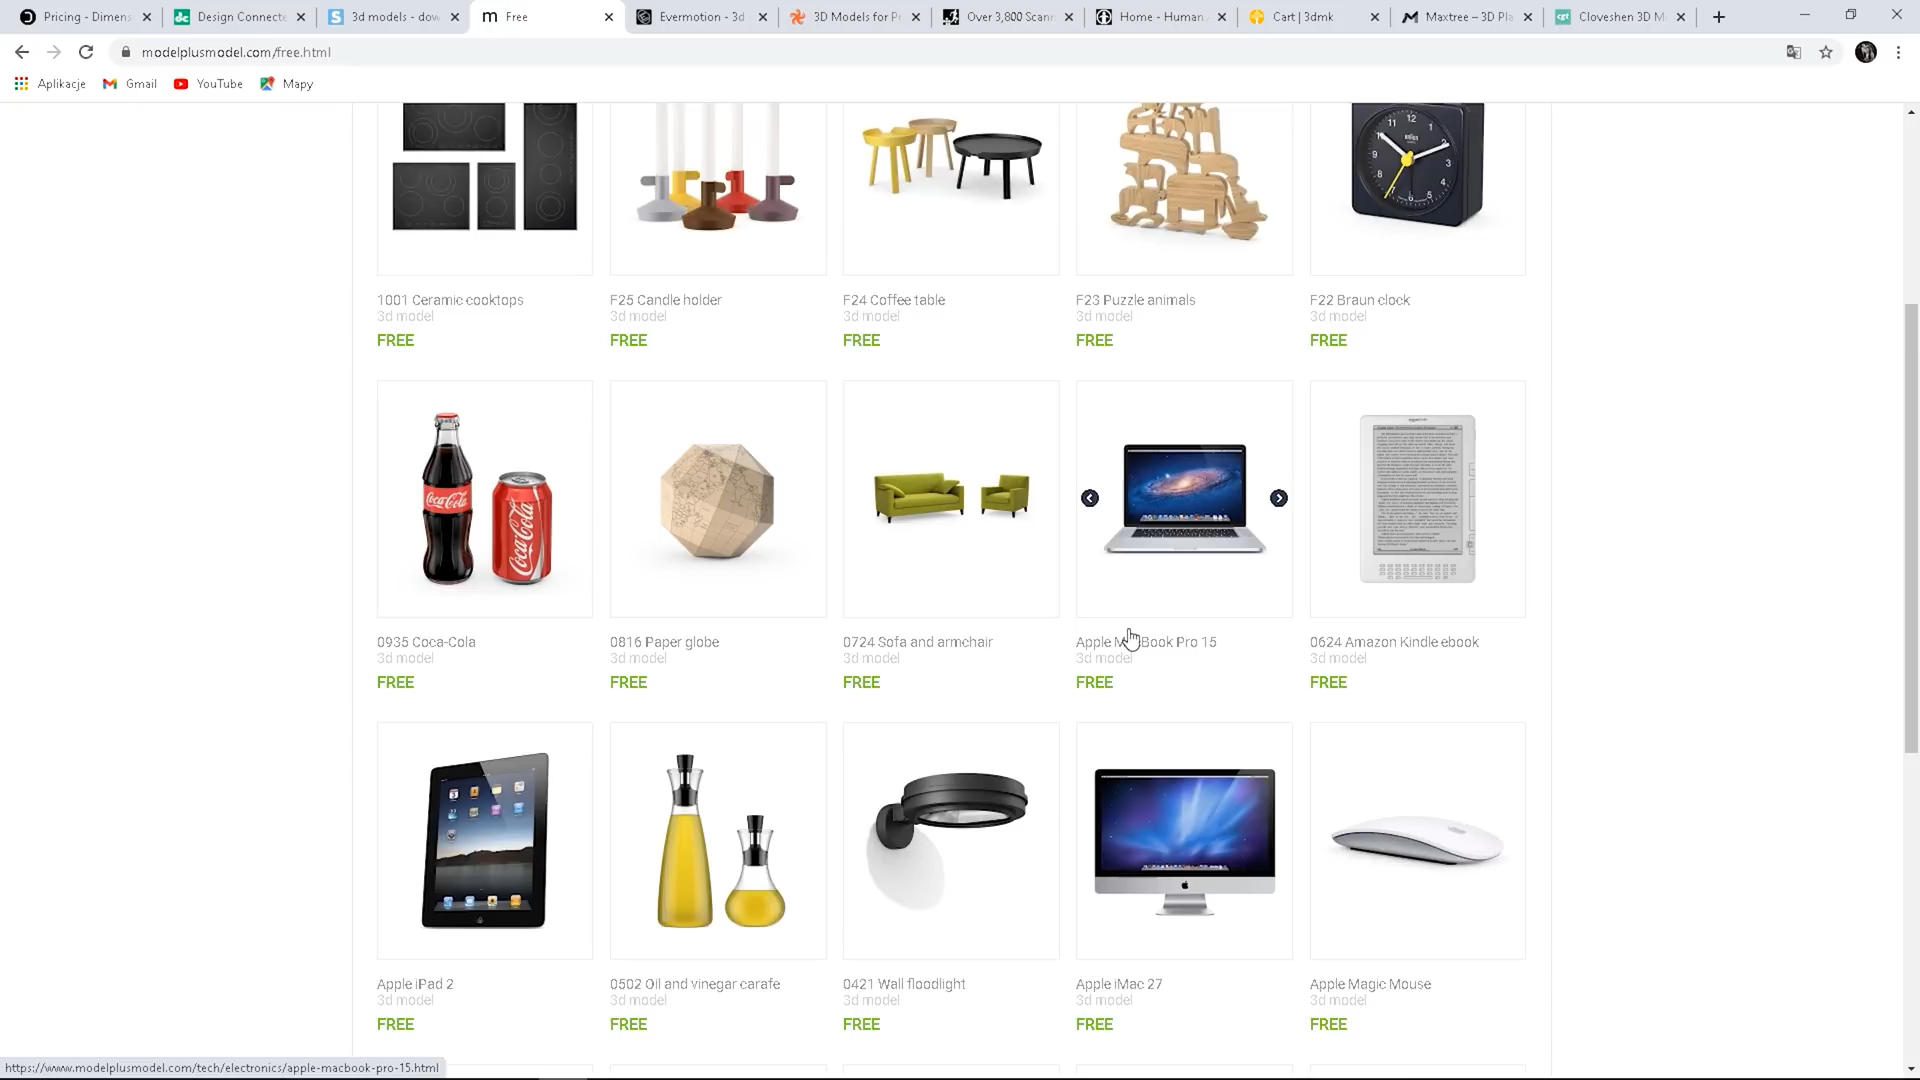 Pricing - Dimens
Design Connecte
3d models - dow
m Free
Evermotion - 3d
3D Models for P
Over 3,800 Scan
Home - Human
Cart | 3dmk
Maxtree – 3D Pla
cgt Cloveshen 3D M
modelplusmodel.com/free.html
Aplikacje Gmail YouTube Mapy
1001 Ceramic cooktops
3d model
FREE
F25 Candle holder
3d model
FREE
F24 Coffee table
3d model
FREE
F23 Puzzle animals
3d model
FREE
F22 Braun clock
3d model
FREE
Coca-Cola
Coca-Cola
0935 Coca-Cola
3d model
FREE
0816 Paper globe
3d model
FREE
0724 Sofa and armchair
3d model
FREE
Apple M Book Pro 15
3d model
FREE
0624 Amazon Kindle ebook
3d model
FREE
Apple iPad 2
3d model
FREE
0502 Oil and vinegar carafe
3d model
FREE
0421 Wall floodlight
3d model
FREE
Apple iMac 27
3d model
FREE
Apple Magic Mouse
3d model
FREE
https://www.modelplusmodel.com/tech/electronics/apple-macbook-pro-15.html